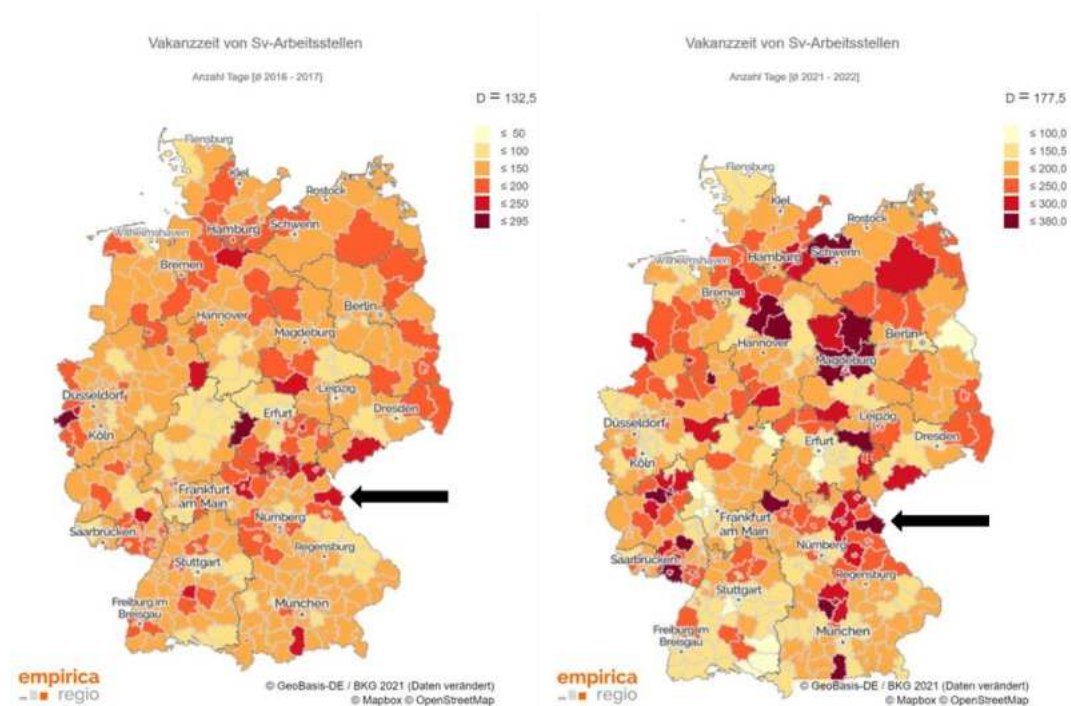 Vakanzzeit von Sv-Arbeitsstellen
Anzahl Tage [Ø 2016 - 2017]
D = 132,5
≤ 50
≤ 100
≤ 150
≤ 200
≤ 250
≤ 295
Flensburg
Kiel
Rostock
Wilhelmshaven
Hamburg
Schwerin
Bremen
Berlin
Hannover
Magdeburg
Düsseldorf
Leipzig
Köln
Erfurt
Dresden
Frankfurt
am Main
Saarbrücken
Nürnberg
Regensburg
Stuttgart
Freiburg im
Breisgau
München
empirica
regio
© GeoBasis-DE / BKG 2021 (Daten verändert)
© Mapbox © OpenStreetMap
Vakanzzeit von Sv-Arbeitsstellen
Anzahl Tage [Ø 2021 - 2022]
D = 177,5
≤ 100,0
≤ 150,5
≤ 200,0
≤ 250,0
≤ 300,0
≤ 380,0
Flensburg
Kiel
Rostock
Wilhelmshaven
Hamburg
Schwerin
Bremen
Berlin
Hannover
Magdeburg
Düsseldorf
Leipzig
Köln
Erfurt
Dresden
Frankfurt
am Main
Nürnberg
Saarbrücken
Regensburg
Stuttgart
Freiburg im
Breisgau
München
empirica
regio
© GeoBasis-DE / BKG 2021 (Daten verändert)
© Mapbox © OpenStreetMap